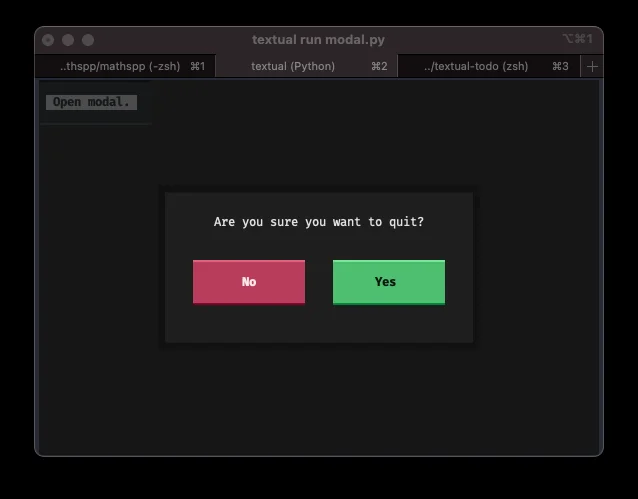 textual run modal.py
⌥⌘1
..thspp/mathspp (-zsh) ⌘1
textual (Python) ⌘2
../textual-todo (zsh) ⌘3
Open modal.
Are you sure you want to quit?
No
Yes